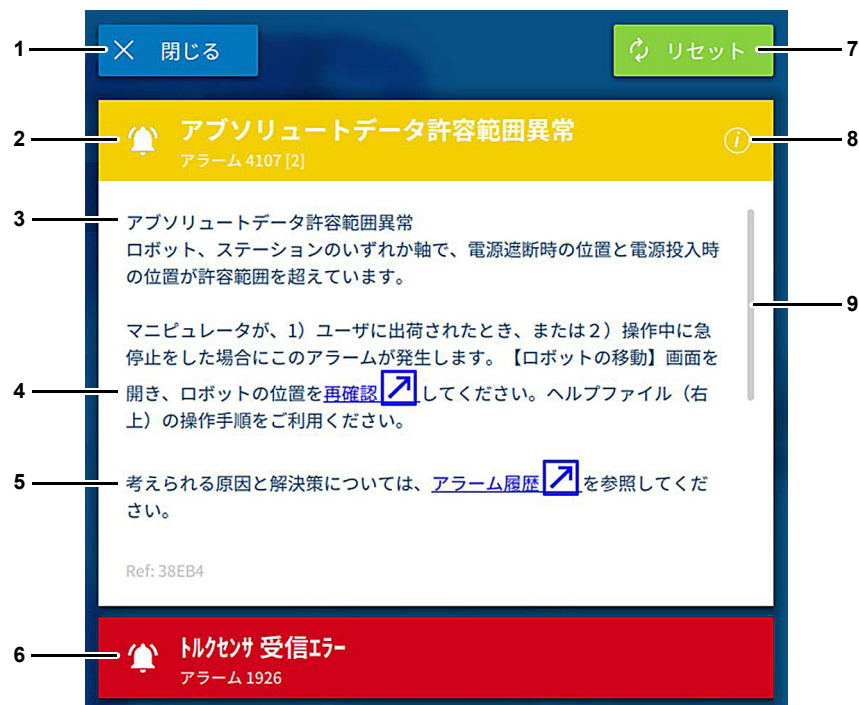 1
閉じる
リセット
7
2
アブソリュートデータ許容範囲異常
8
アラーム 4107 [2]
3
アブソリュートデータ許容範囲異常
ロボット、ステーションのいずれか軸で、電源遮断時の位置と電源投入時
の位置が許容範囲を超えています。
9
マニピュレータが、1）ユーザに出荷されたとき、または２）操作中に急
停止をした場合にこのアラームが発生します。【ロボットの移動】画面を
4
開き、ロボットの位置を再確認してください。ヘルプファイル（右
上）の操作手順をご利用ください。
5
考えられる原因と解決策については、アラーム履歴を参照してくだ
さい。
Ref: 38EB4
6
ﾄﾙｸｾﾝｻ 受信ｴﾗｰ
アラーム 1926